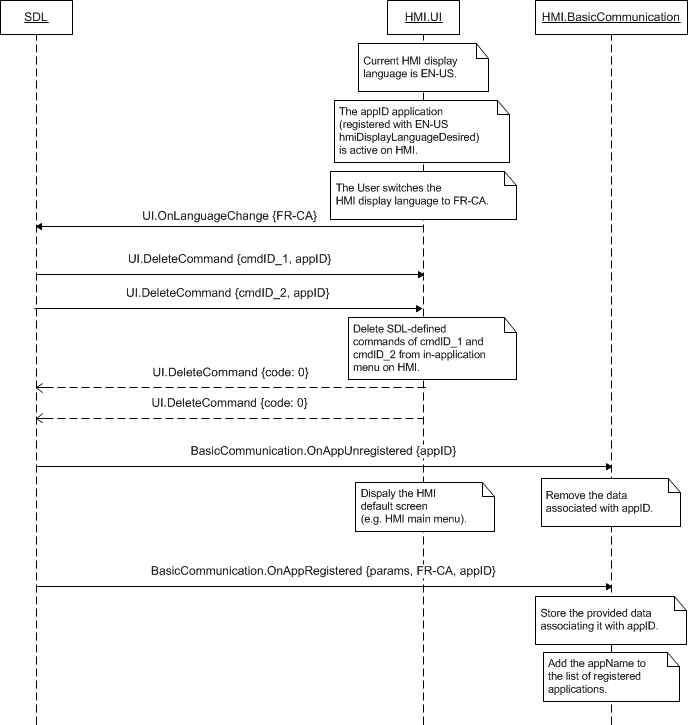 SDL
HMI.UI
HMI.BasicCommunication
Current HMI display
language is EN-US.
The appID application
(registered with EN-US
hmiDisplayLanguageDesired)
is active on HMI.
The User switches the
HMI display language to FR-CA.
UI.OnLanguageChange {FR-CA}
UI.DeleteCommand {cmdID_1, appID}
UI.DeleteCommand {cmdID_2, appID}
Delete SDL-defined
commands of cmdID_1 and
cmdID_2 from in-application
menu on HMI.
UI.DeleteCommand {code: 0}
UI.DeleteCommand {code: 0}
BasicCommunication.OnAppUnregistered {appID}
Dispaly the HMI
default screen
(e.g. HMI main menu).
Remove the data
associated with appID.
BasicCommunication.OnAppRegistered {params, FR-CA, appID}
Store the provided data
associating it with appID.
Add the appName to
the list of registered
applications.